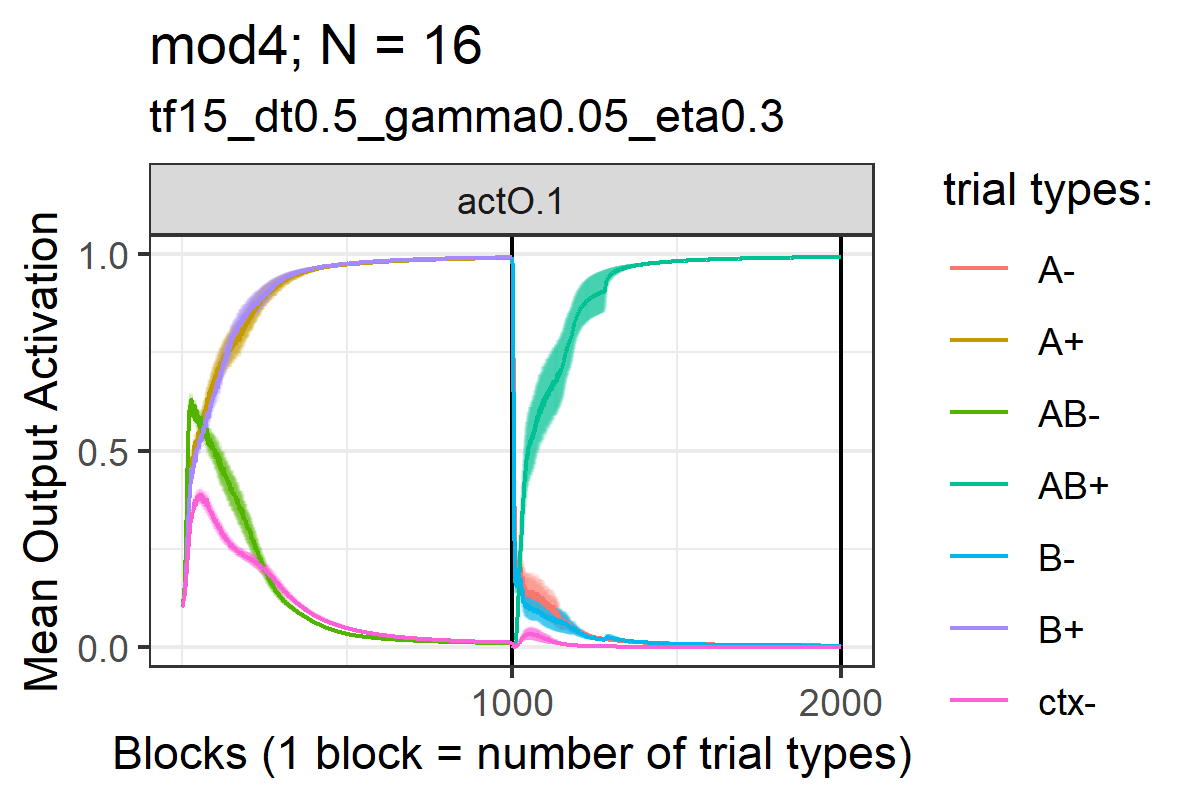 mod4; N = 16
tf15_dt0.5_gamma0.05_eta0.3
actO.1
Mean Output Activation
1.0
0.5
0.0
1000
2000
Blocks (1 block = number of trial types)
trial types:
A-
A+
AB-
AB+
B-
B+
ctx-